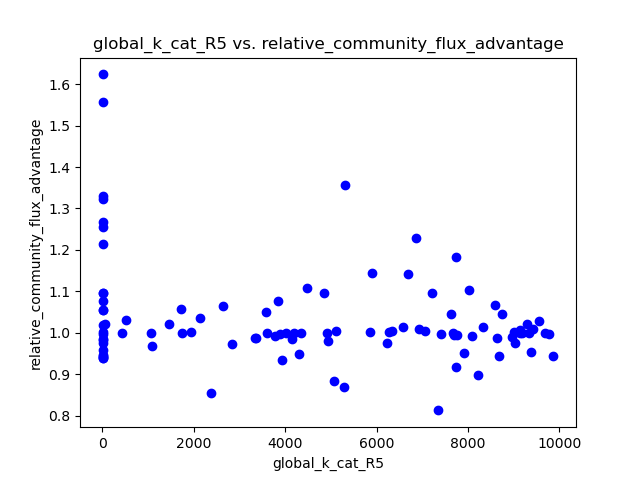 global_k_cat_R5 vs. relative_community_flux_advantage
relative_community_flux_advantage
1.6
1.5
1.4
1.3
1.2
1.1
1.0
0.9
0.8
0 2000 4000 6000 8000 10000
global_k_cat_R5